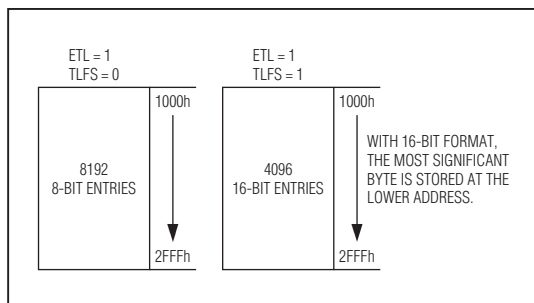 ETL = 1
TLFS = 0
1000h
8192
8-BIT ENTRIES
2FFFh
ETL = 1
TLFS = 1
1000h
4096
16-BIT ENTRIES
2FFFh
WITH 16-BIT FORMAT,
THE MOST SIGNIFICANT
BYTE IS STORED AT THE
LOWER ADDRESS.